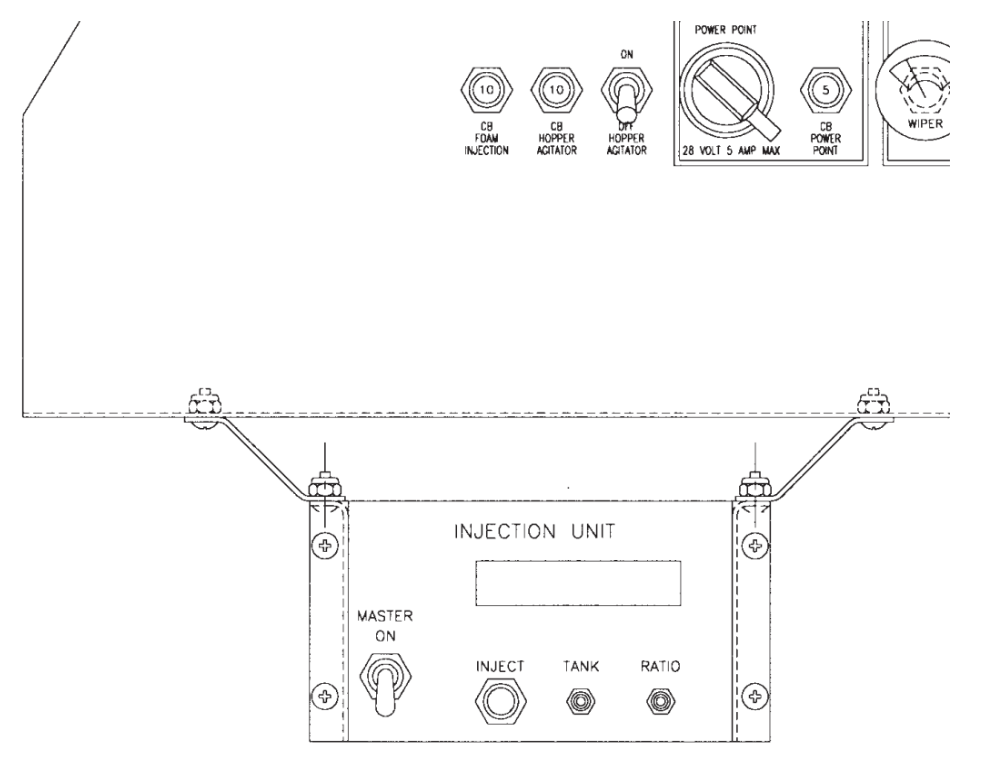 POWER POINT
ON
10
10
5
CB
FOAM
INJECTION
CB
HOPPER
AGITATOR
OFF
HOPPER
AGITATOR
28 VOLT 5 AMP MAX
CB
POWER
POINT
WIPER
INJECTION UNIT
MASTER
ON
INJECT
TANK
RATIO